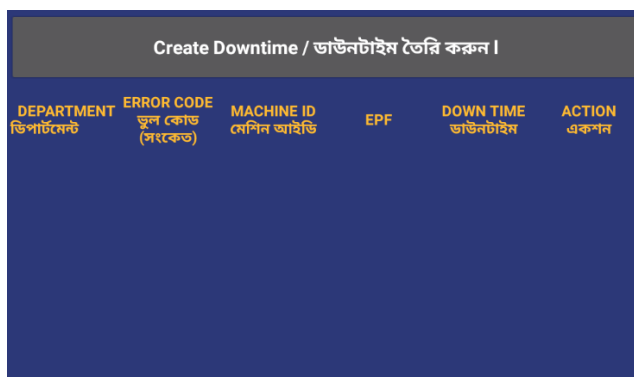 Create Downtime / ডাউনটাইম তৈরি করুন l
DEPARTMENT
ডিপার্টমেন্ট
ERROR CODE
ভুল কোড
(সংকেত)
MACHINE ID
মেশিন আইডি
EPF
DOWN TIME
ডাউনটাইম
ACTION
একশন